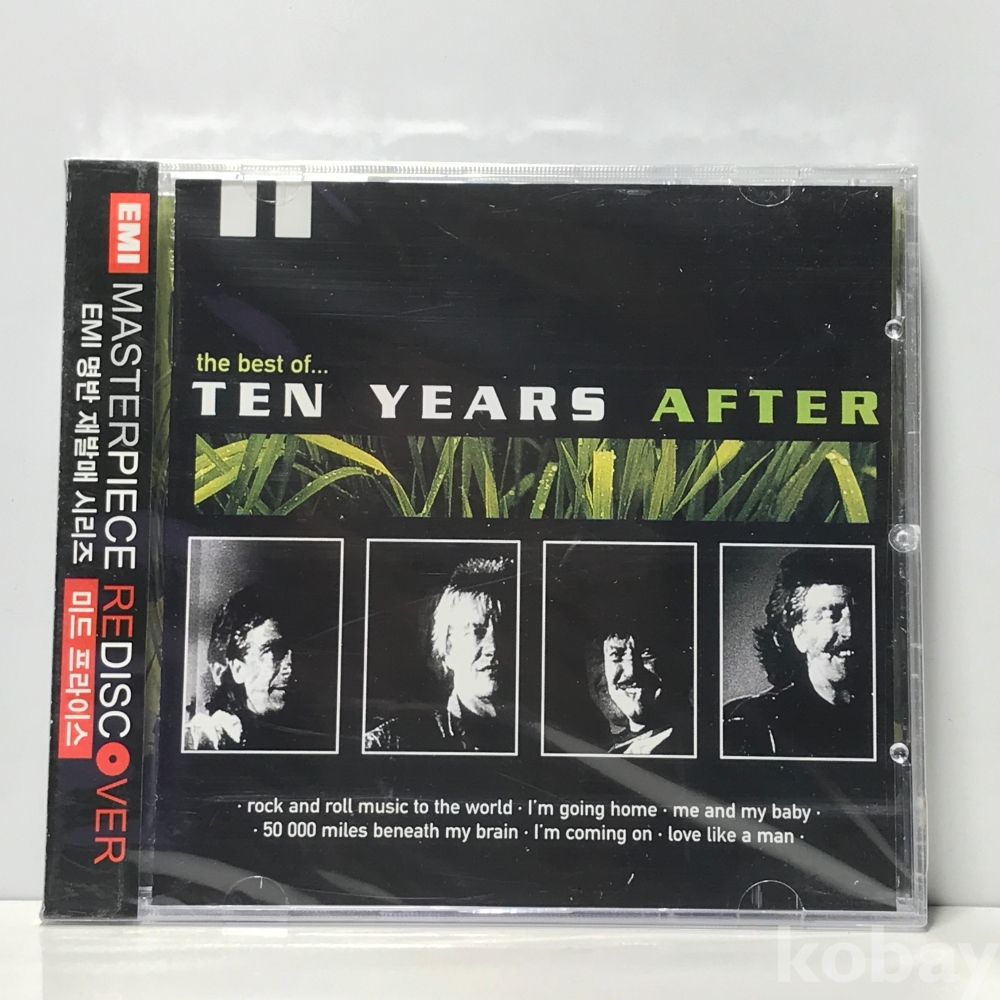 EMI MASTERPIECE REDISCOVER
EMI 명반 재발매 시리즈 미드 프라이스
the best of...
TEN YEARS AFTER
· rock and roll music to the world · I'm going home · me and my baby ·
· 50 000 miles beneath my brain · I'm coming on · love like a man ·
kobay